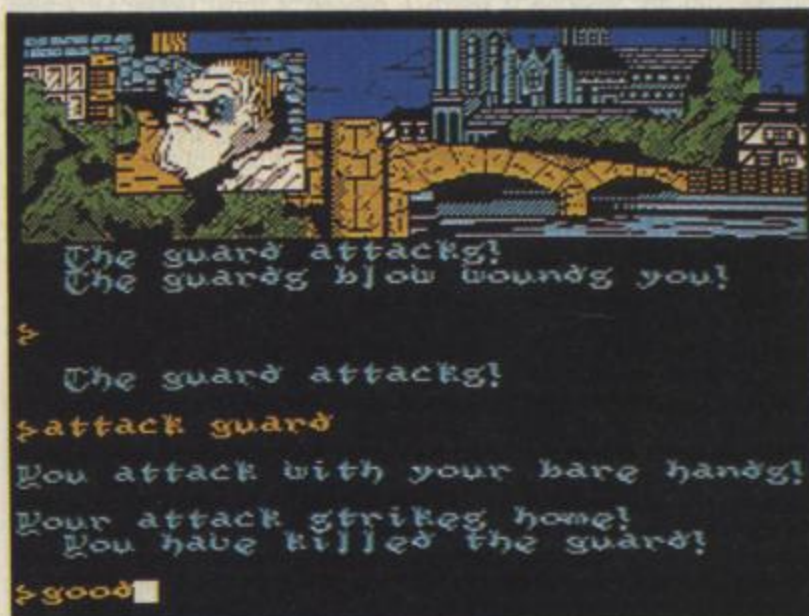 The guard attacks!
The guards blow wounds you!
>
The guard attacks!
>attack guard
You attack with your bare hands!
Your attack strikes home!
You have killed the guard!
>good